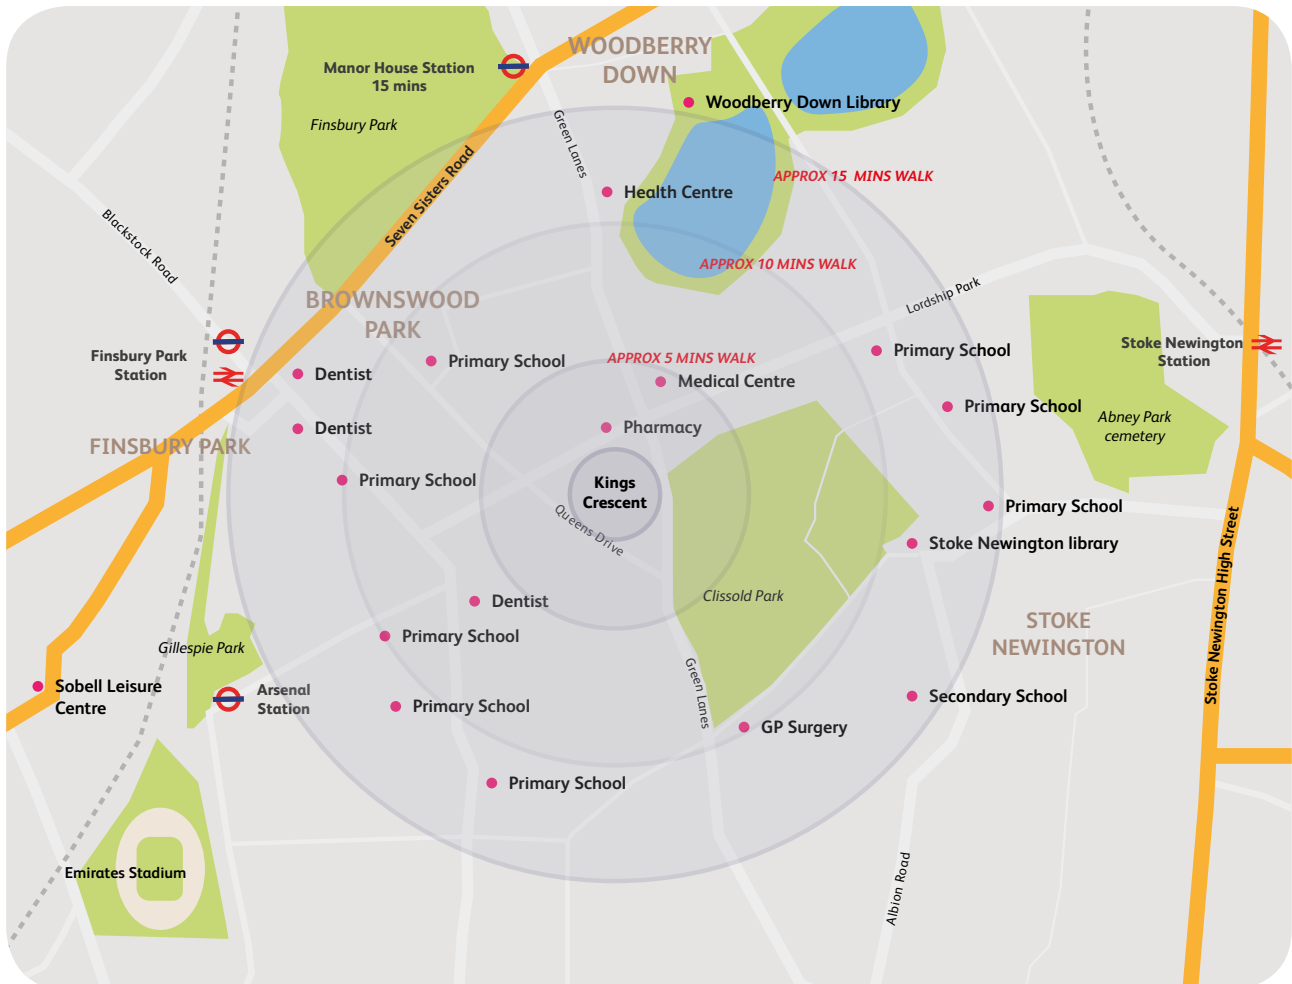 WOODBERRY
DOWN
Manor House Station
15 mins
Woodberry Down Library
Finsbury Park
Green Lanes
Seven Sisters Road
APPROX 15 MINS WALK
Health Centre
Blackstock Road
APPROX 10 MINS WALK
Lordship Park
BROWNSWOOD
PARK
Stoke Newington
Station
Finsbury Park
Station
Primary School
APPROX 5 MINS WALK
Primary School
Dentist
Medical Centre
Primary School
Abney Park
cemetery
Dentist
Pharmacy
FINSBURY PARK
Primary School
Kings
Crescent
Primary School
Queens Drive
Stoke Newington library
Stoke Newington High Street
Dentist
Clissold Park
STOKE
NEWINGTON
Primary School
Gillespie Park
Sobell Leisure
Centre
Arsenal
Station
Green Lanes
Secondary School
Primary School
GP Surgery
Primary School
Emirates Stadium
Albion Road